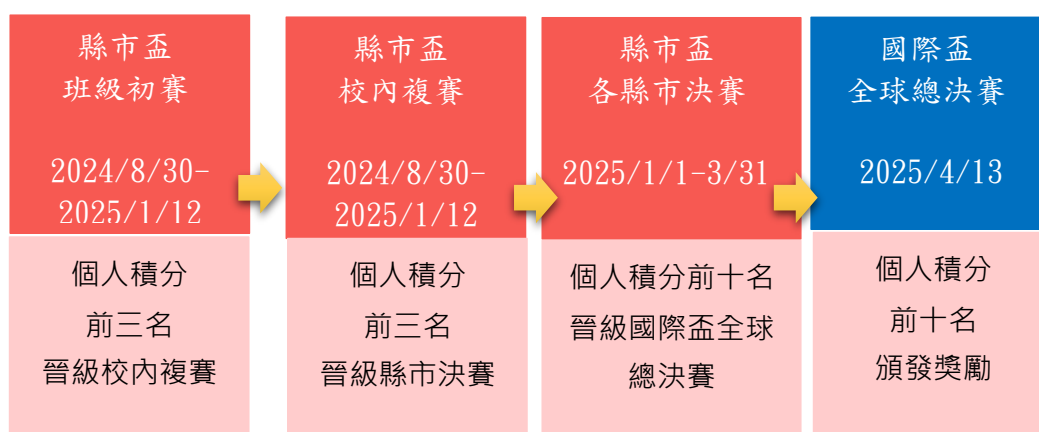 縣市盃
班級初賽
2024/8/30-
2025/1/12
個人積分
前三名
晉級校內複賽
縣市盃
校內複賽
2024/8/30-
2025/1/12
個人積分
前三名
晉級縣市決賽
縣市盃
各縣市決賽
2025/1/1-3/31
個人積分前十名
晉級國際盃全球
總決賽
國際盃
全球總決賽
2025/4/13
個人積分
前十名
頒發獎勵